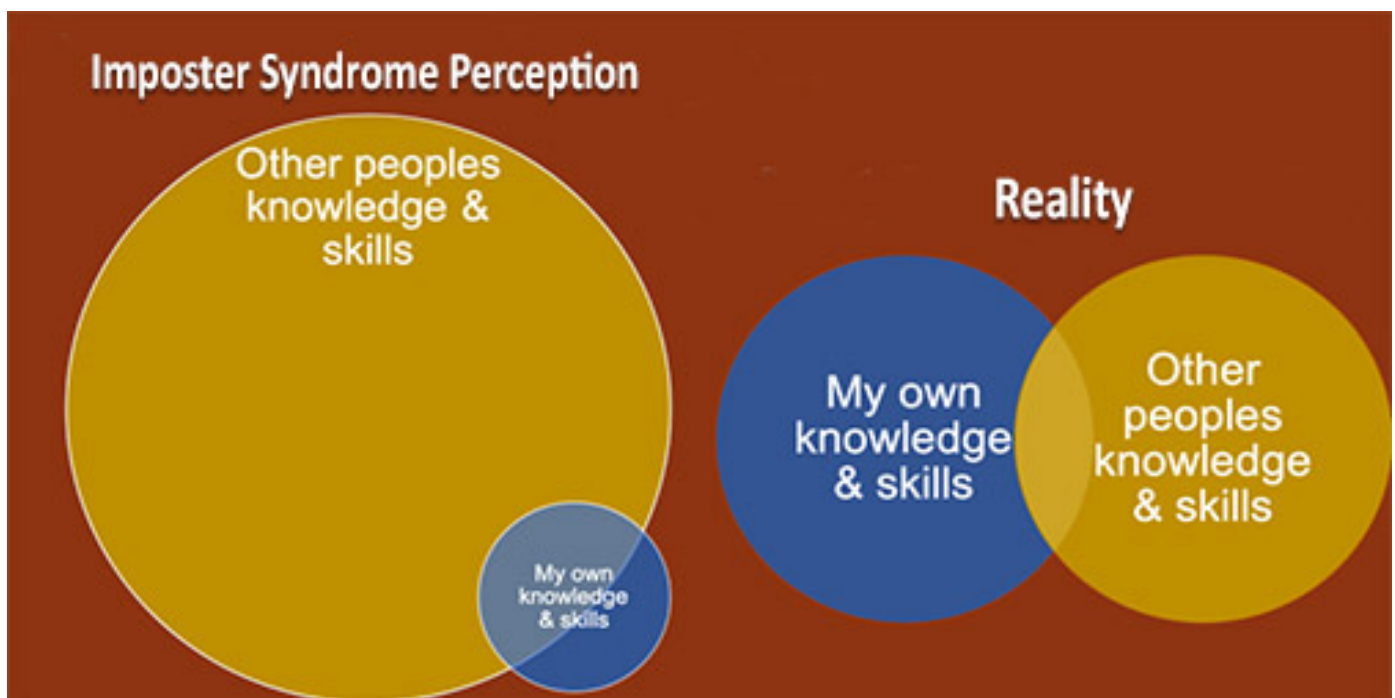 Imposter Syndrome Perception
Other peoples
knowledge &
skills
My own
knowledge
& skills
Reality
My own
knowledge
& skills
Other
peoples
knowledge
& skills